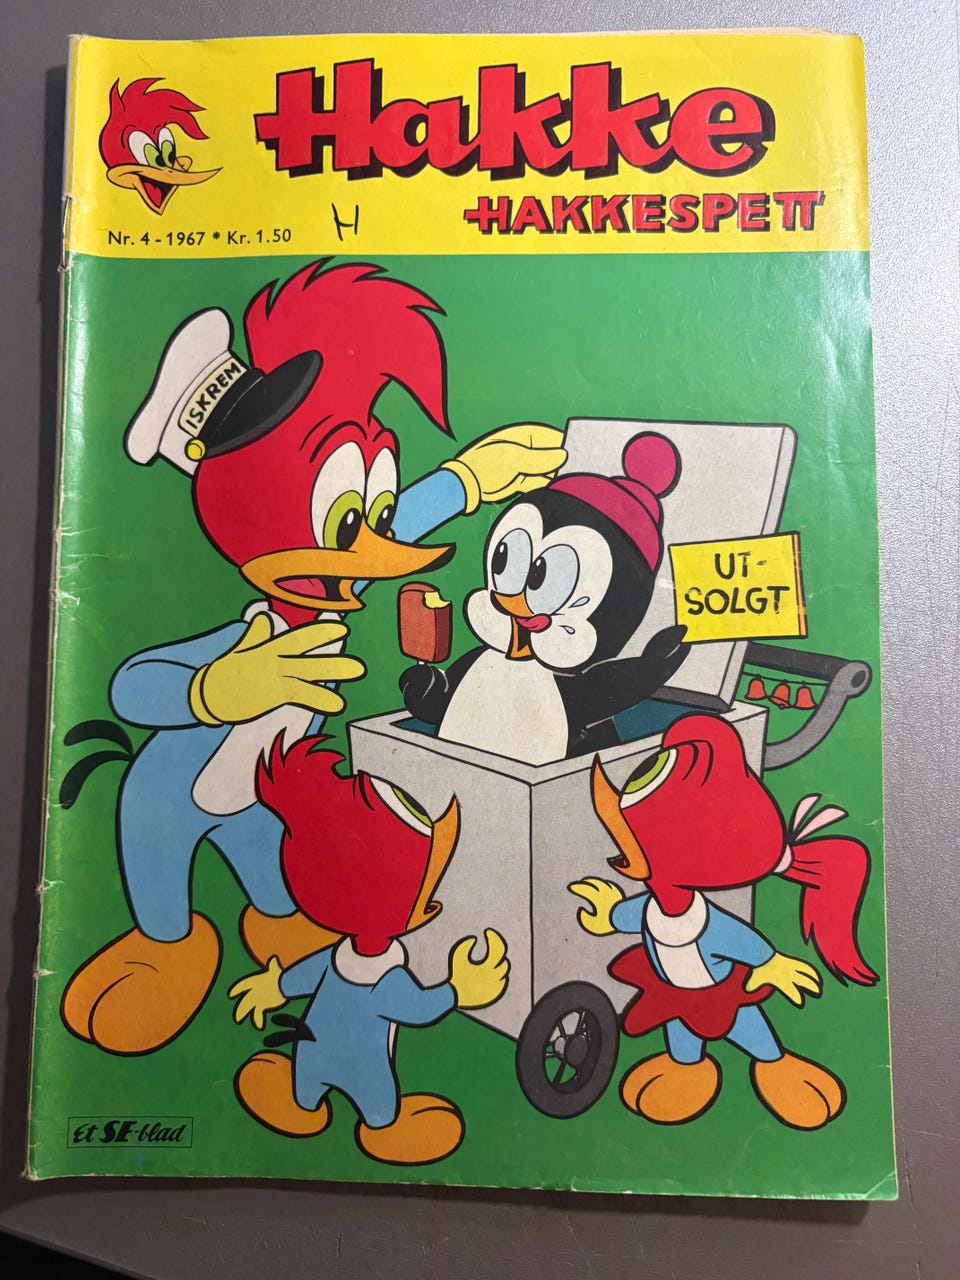 Hakke
HAKKESPETT
Nr. 4 - 1967 * Kr. 1.50
H
ISKREM
UT-
SOLGT
Et SE-blad